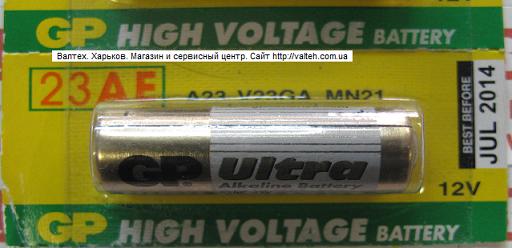 12V
GP HIGH VOLTAGE BATTERY
Валтех. Харьков. Магазин и сервисный центр. Сайт http://valteh.com.ua
23AE
A23 V23GA MN21
BEST BEFORE
JUL 2014
GP Ultra
Alkaline Battery
12V
GP HIGH VOLTAGE BATTERY